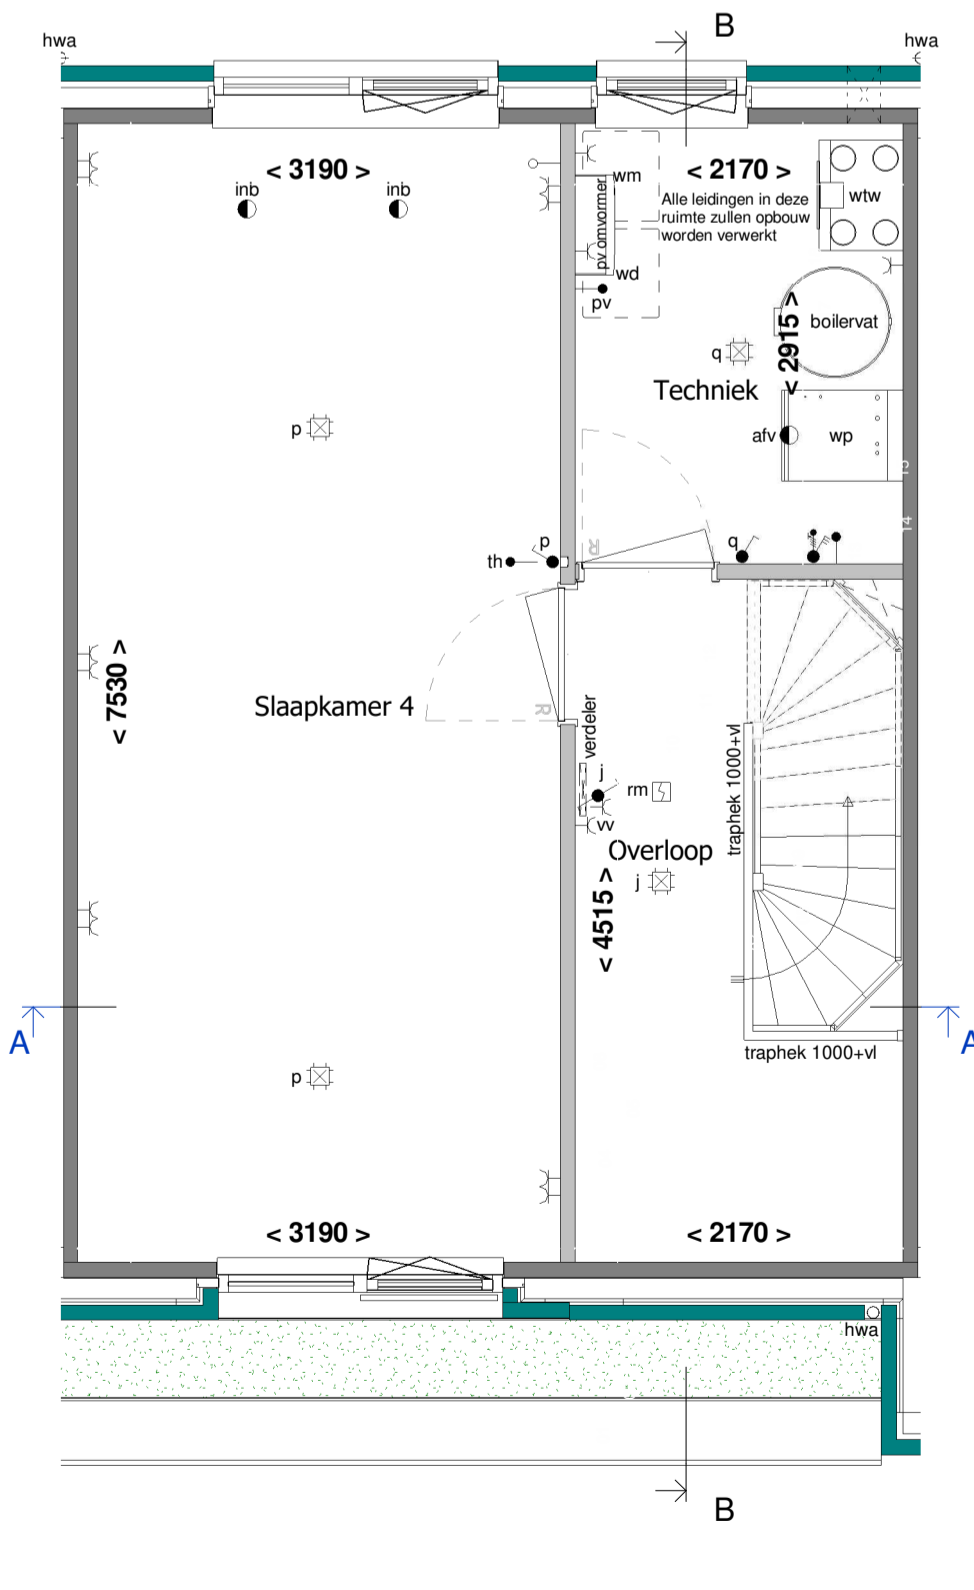 B
hwa
hwa
< 3190 >
< 2170 >
inb
inb
wm
pv omvormer
wd
pv
Alle leidingen in deze
ruimte zullen opbouw
worden verwerkt
wtw
boilervat
< 2915 >
q
Techniek
afv
wp
13
14
p
R
th
p
q
< 7530 >
Slaapkamer 4
R
verdeler
j
rm
vv
Overloop
j
< 4515 >
traphek 1000+vl
A
A
traphek 1000+vl
p
< 3190 >
< 2170 >
hwa
B